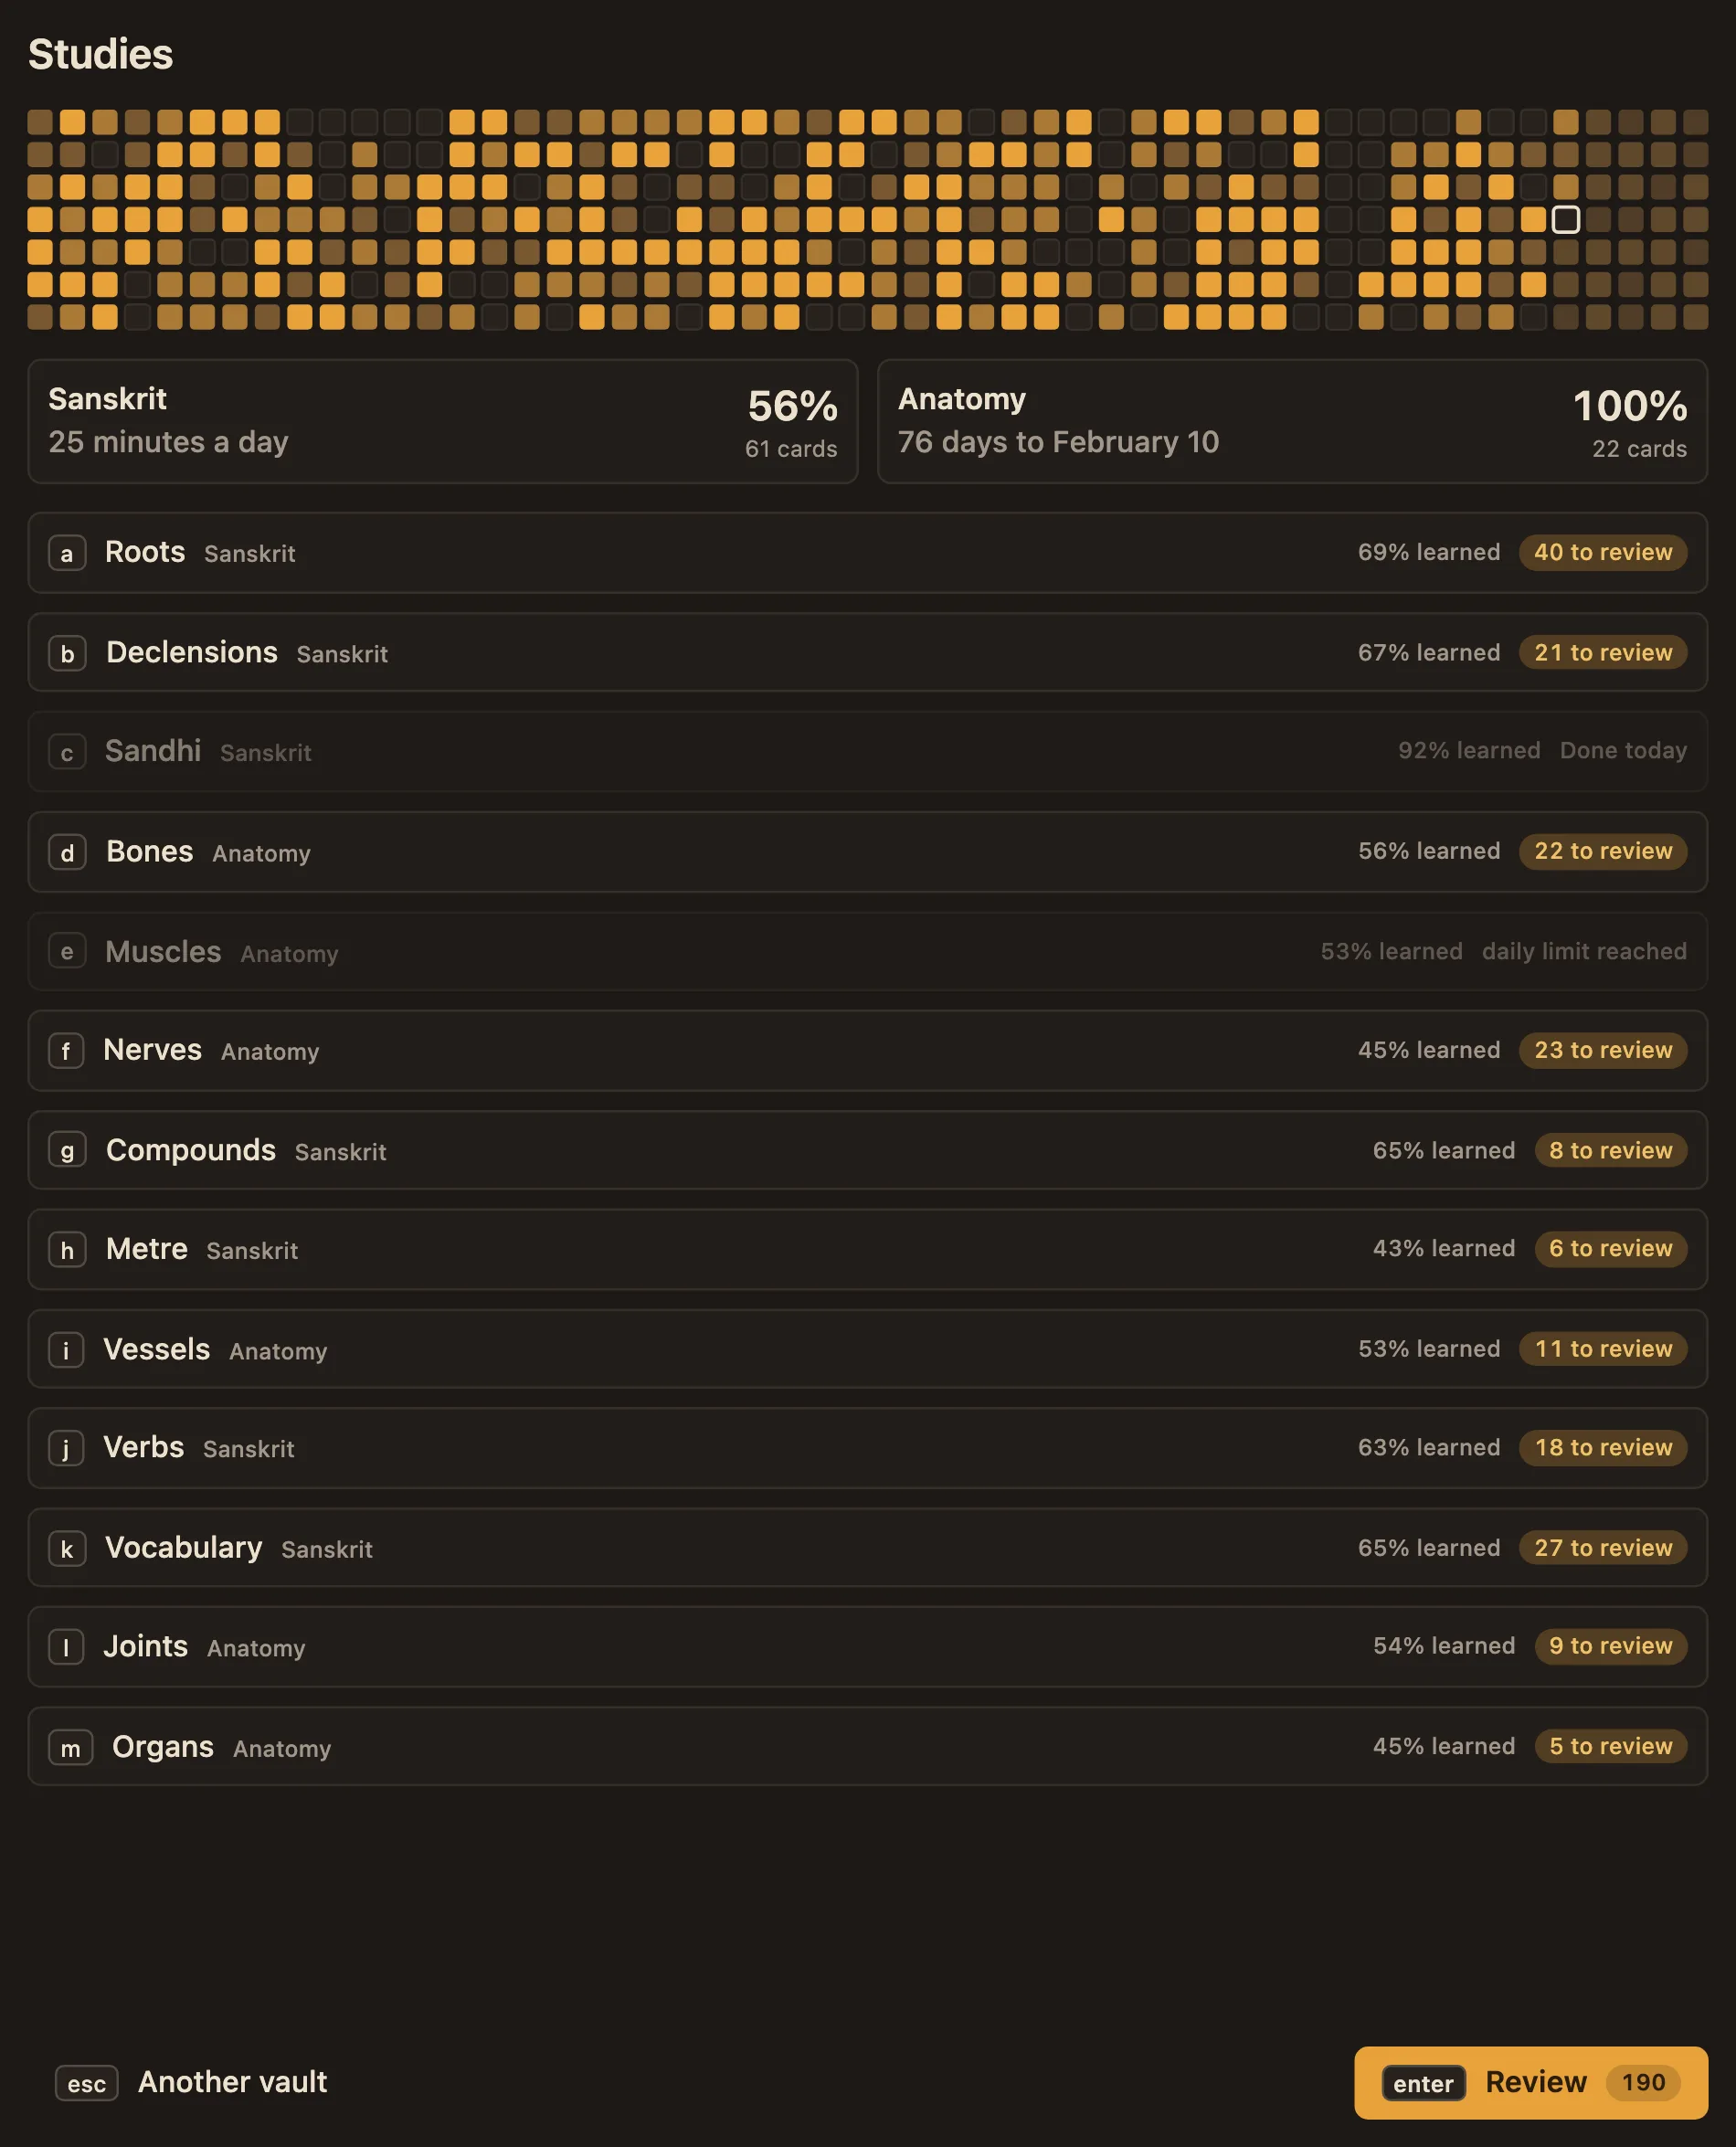 Studies
Sanskrit
56%
25 minutes a day
61 cards
Anatomy
100%
76 days to February 10
22 cards
a Roots Sanskrit 69% learned 40 to review
b Declensions Sanskrit 67% learned 21 to review
c Sandhi Sanskrit 92% learned Done today
d Bones Anatomy 56% learned 22 to review
e Muscles Anatomy 53% learned daily limit reached
f Nerves Anatomy 45% learned 23 to review
g Compounds Sanskrit 65% learned 8 to review
h Metre Sanskrit 43% learned 6 to review
i Vessels Anatomy 53% learned 11 to review
j Verbs Sanskrit 63% learned 18 to review
k Vocabulary Sanskrit 65% learned 27 to review
l Joints Anatomy 54% learned 9 to review
m Organs Anatomy 45% learned 5 to review
esc Another vault
enter Review 190